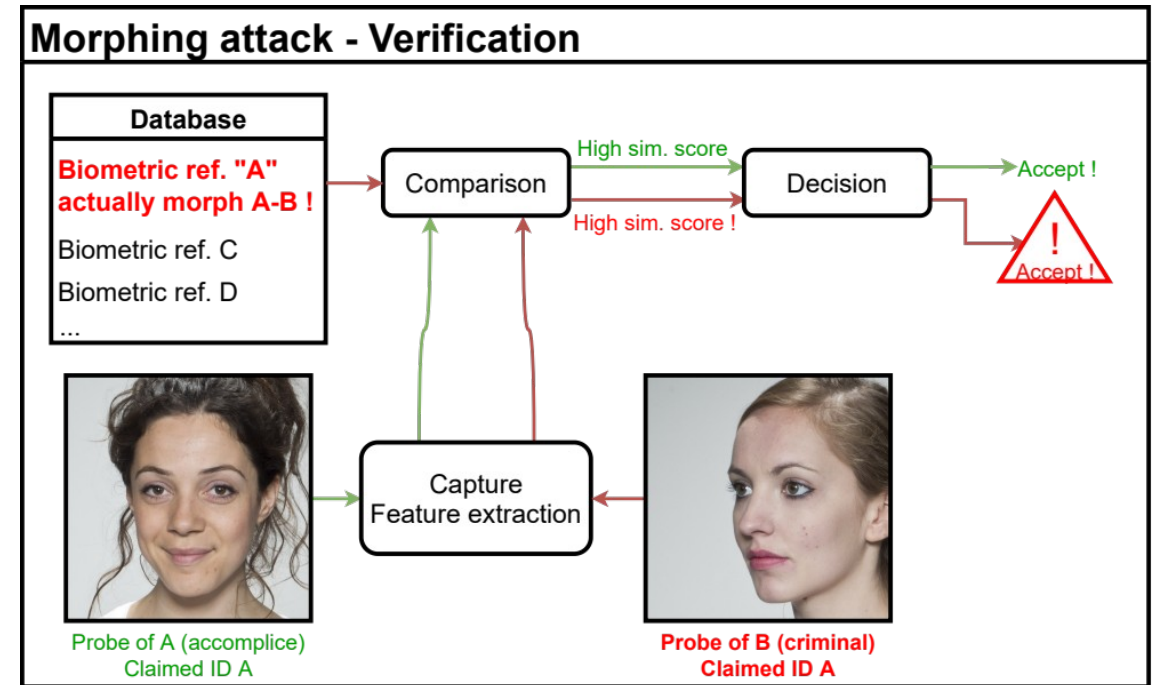 Morphing attack - Verification
Database
Biometric ref. "A"
actually morph A-B !
Biometric ref. C
Biometric ref. D
...
Comparison
High sim. score
High sim. score !
Decision
Accept !
!
Accept !
Capture
Feature extraction
Probe of A (accomplice)
Claimed ID A
Probe of B (criminal)
Claimed ID A